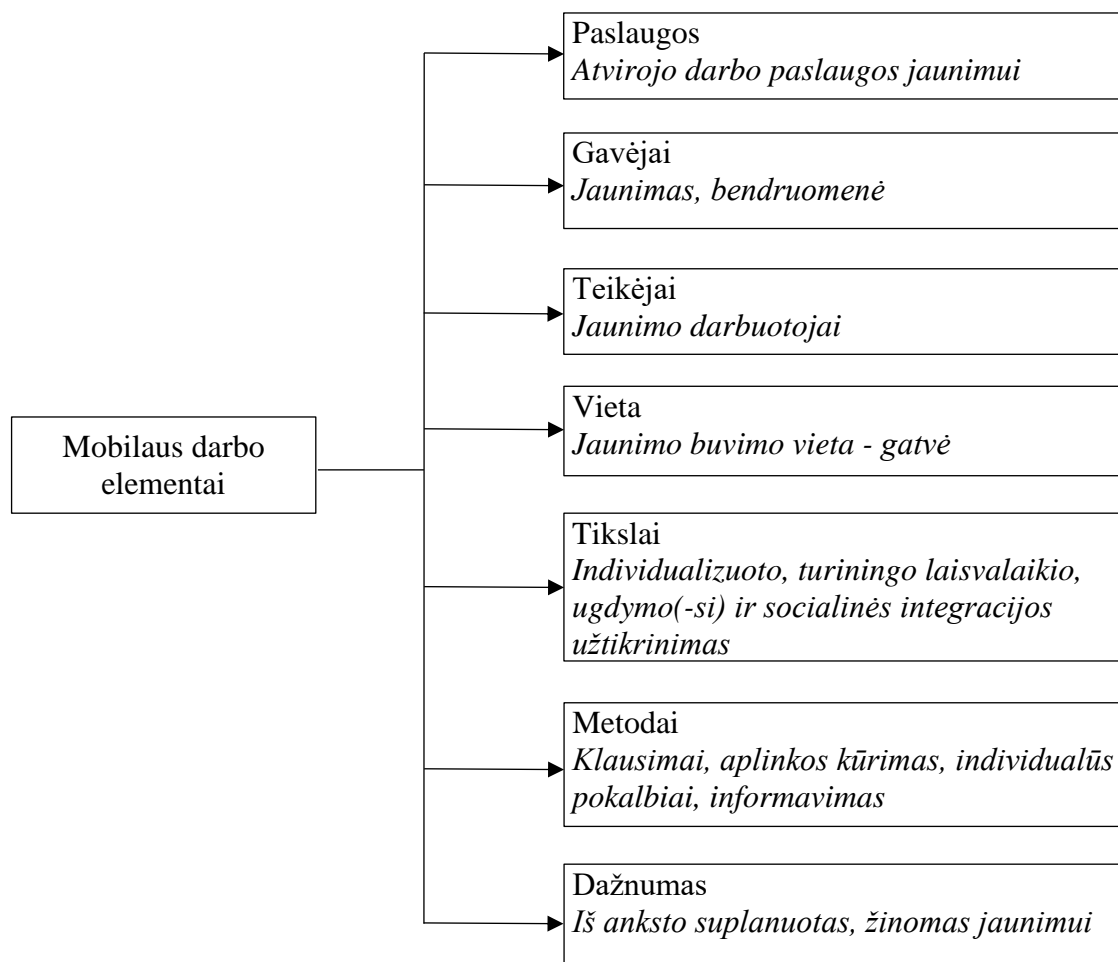 Paslaugos
Atvirojo darbo paslaugos jaunimui
Gavėjai
Jaunimas, bendruomenė
Teikėjai
Jaunimo darbuotojai
Vieta
Jaunimo buvimo vieta - gatvė
Mobilaus darbo
elementai
Tikslai
Individualizuoto, turiningo laisvalaikio,
ugdymo(-si) ir socialinės integracijos
užtikrinimas
Metodai
Klausimai, aplinkos kūrimas, individualūs
pokalbiai, informavimas
Dažnumas
Iš anksto suplanuotas, žinomas jaunimui